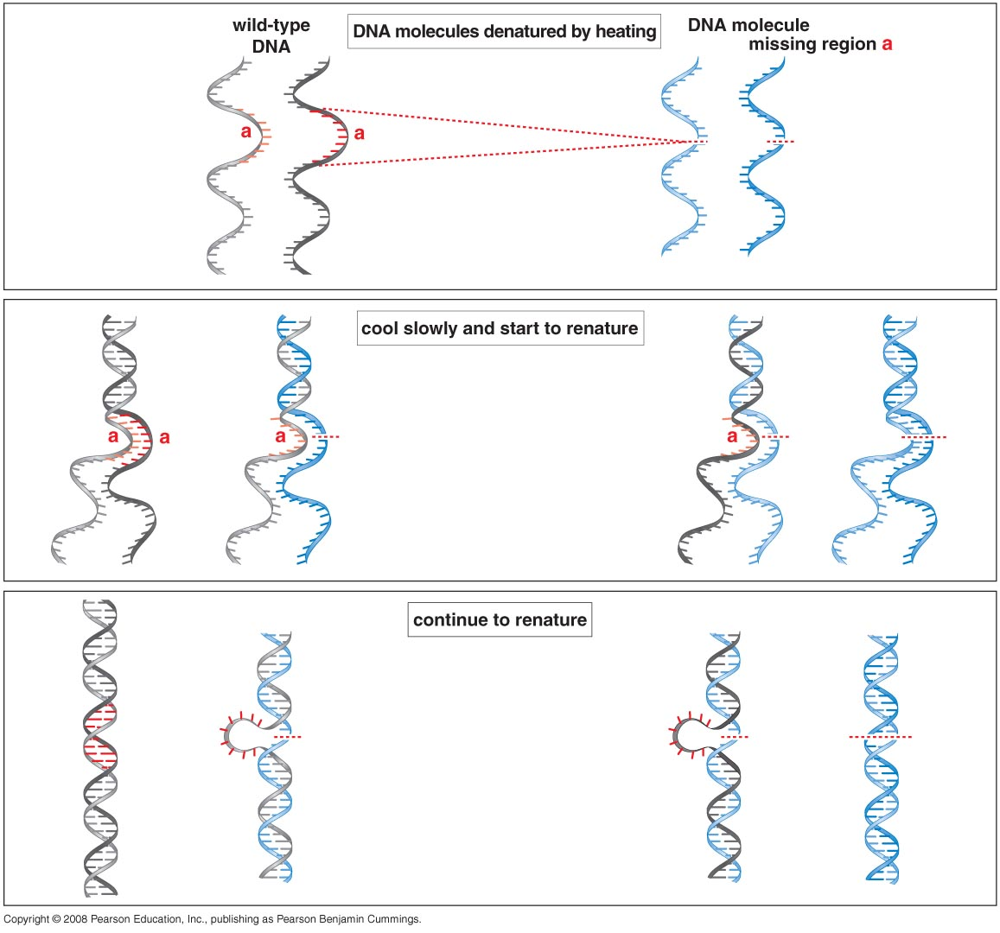 wild-type
DNA
DNA molecules denatured by heating
DNA molecule
missing region a
a
a
cool slowly and start to renature
a
a
a
a
continue to renature
Copyright © 2008 Pearson Education, Inc., publishing as Pearson Benjamin Cummings.